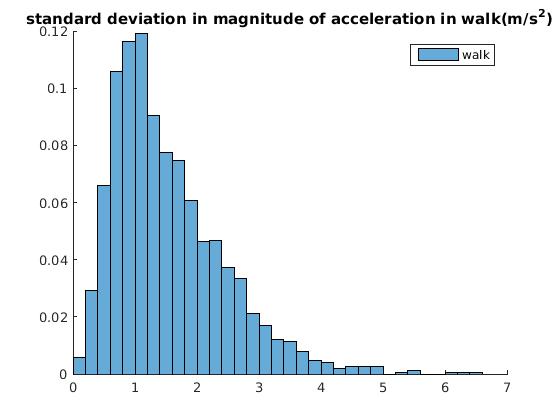 standard deviation in magnitude of acceleration in walk(m/s²)
walk
0.12
0.1
0.08
0.06
0.04
0.02
0
0 1 2 3 4 5 6 7